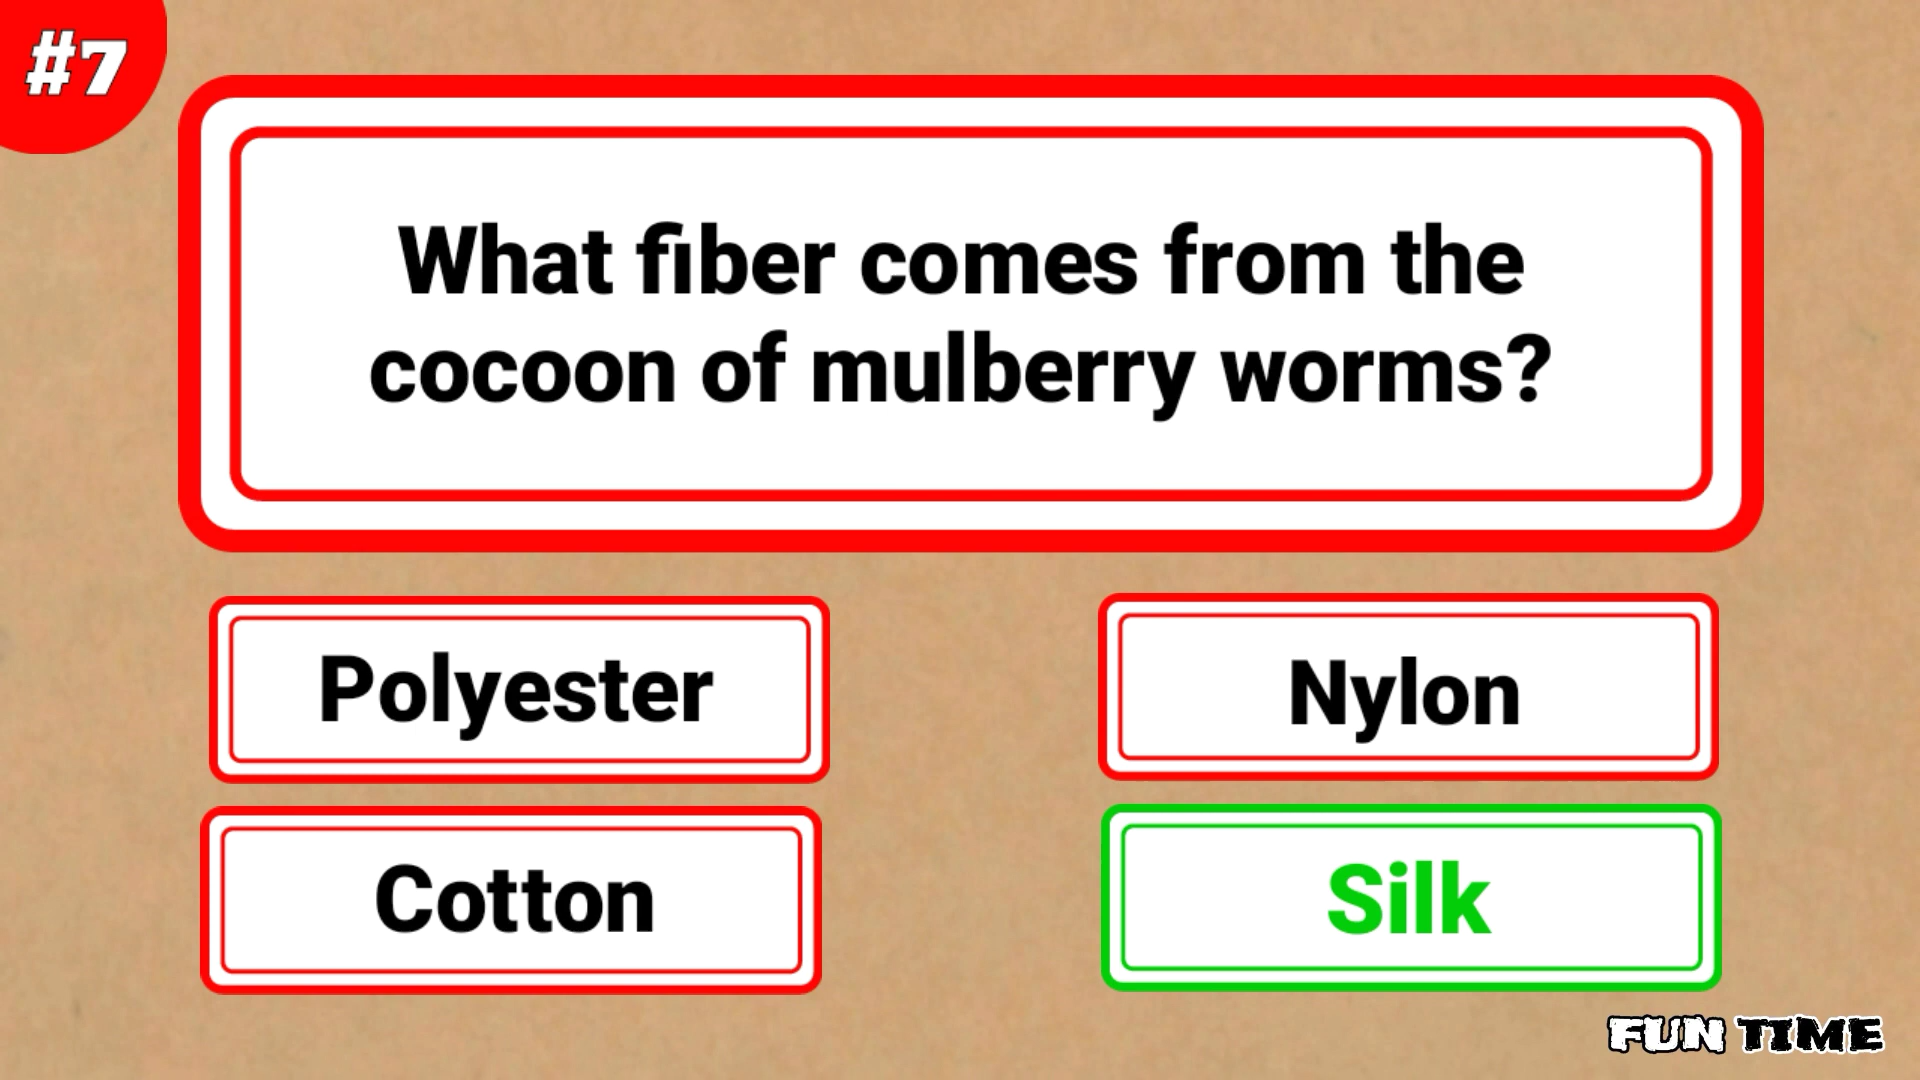 #7
What fiber comes from the
cocoon of mulberry worms?
Polyester
Nylon
Cotton
Silk
FUN TIME